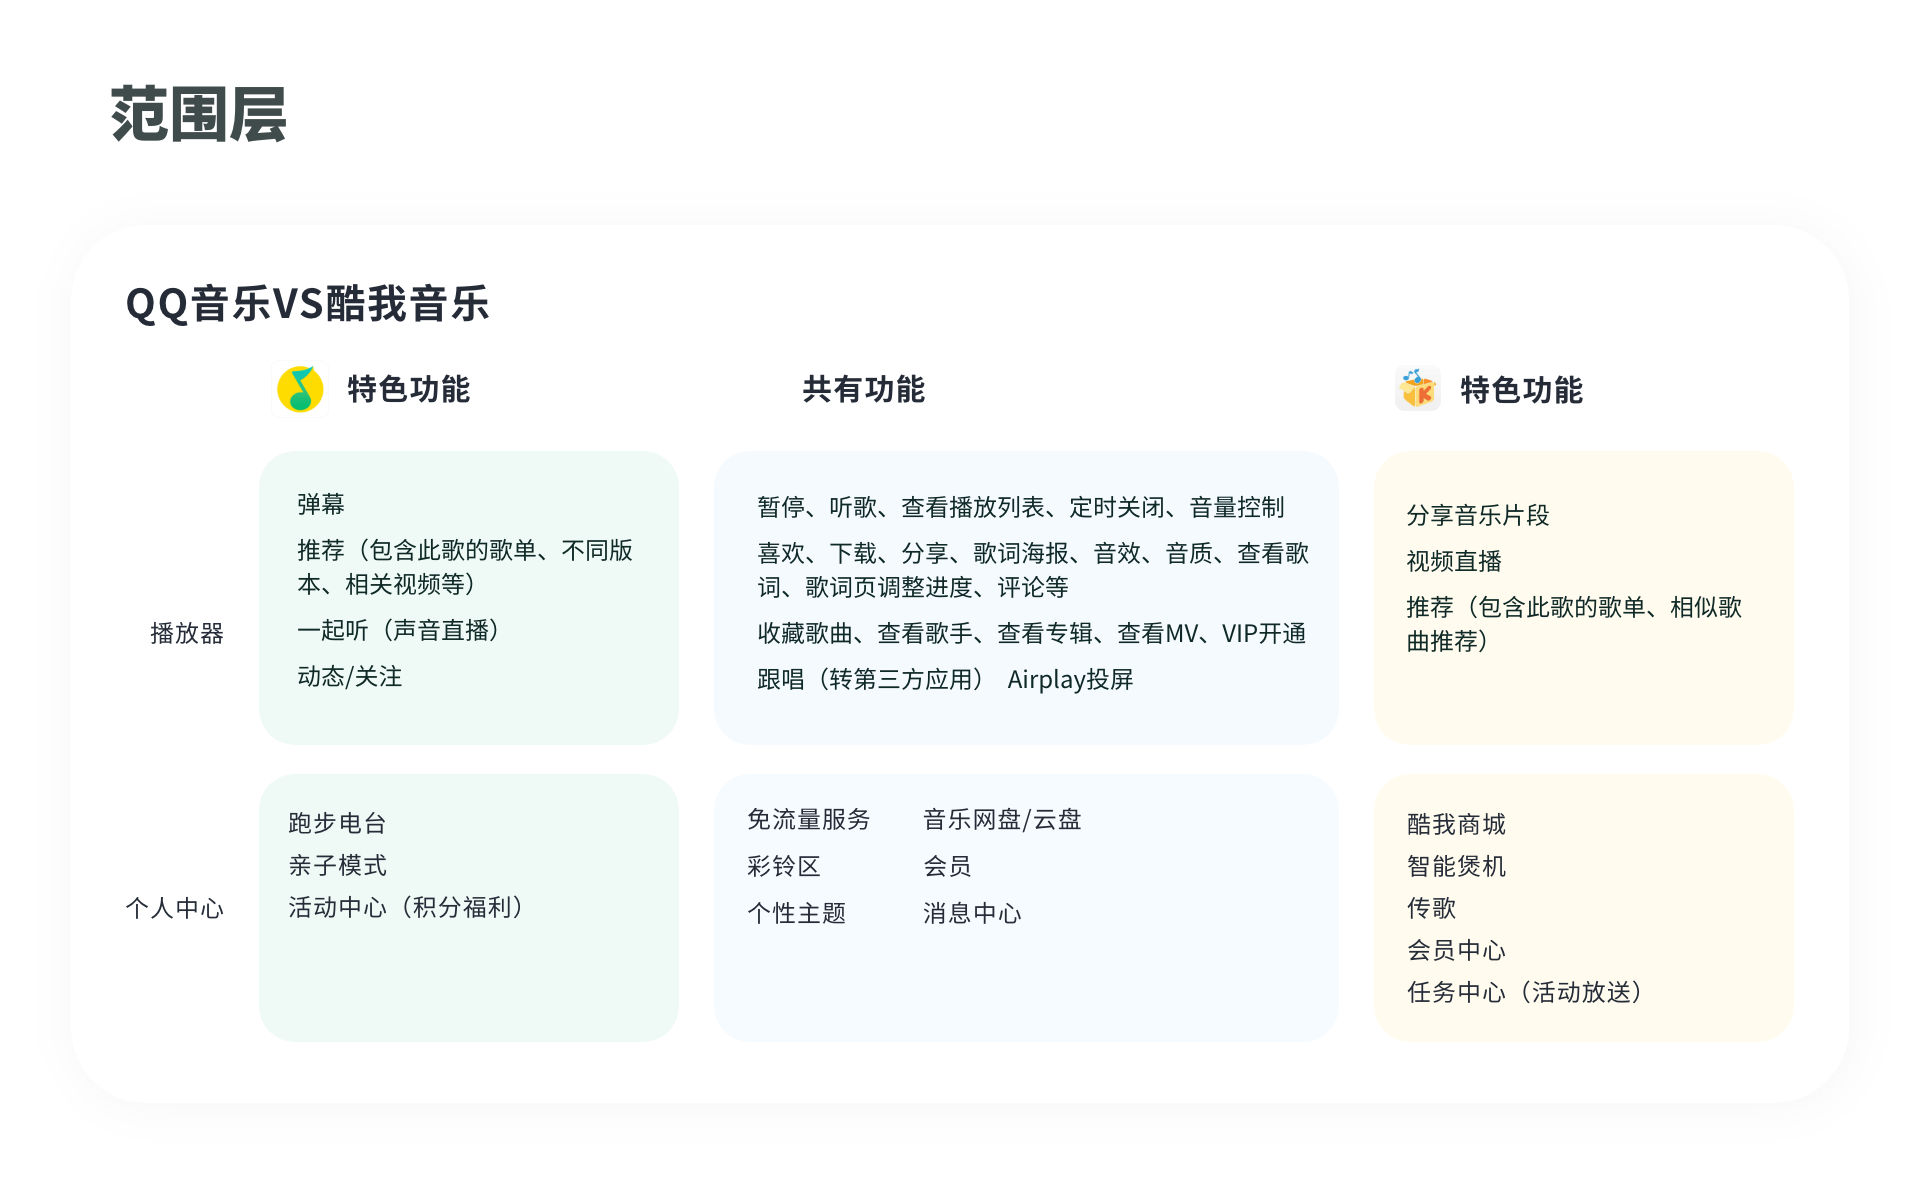 范围层
QQ音乐VS酷我音乐
特色功能
共有功能
特色功能
播放器
弹幕
推荐（包含此歌的歌单、不同版
本、相关视频等）
一起听（声音直播）
动态/关注
暂停、听歌、查看播放列表、定时关闭、音量控制
喜欢、下载、分享、歌词海报、音效、音质、查看歌
词、歌词页调整进度、评论等
收藏歌曲、查看歌手、查看专辑、查看MV、VIP开通
跟唱（转第三方应用） Airplay投屏
分享音乐片段
视频直播
推荐（包含此歌的歌单、相似歌
曲推荐）
个人中心
跑步电台
亲子模式
活动中心（积分福利）
免流量服务 音乐网盘/云盘
彩铃区 会员
个性主题 消息中心
酷我商城
智能煲机
传歌
会员中心
任务中心（活动放送）